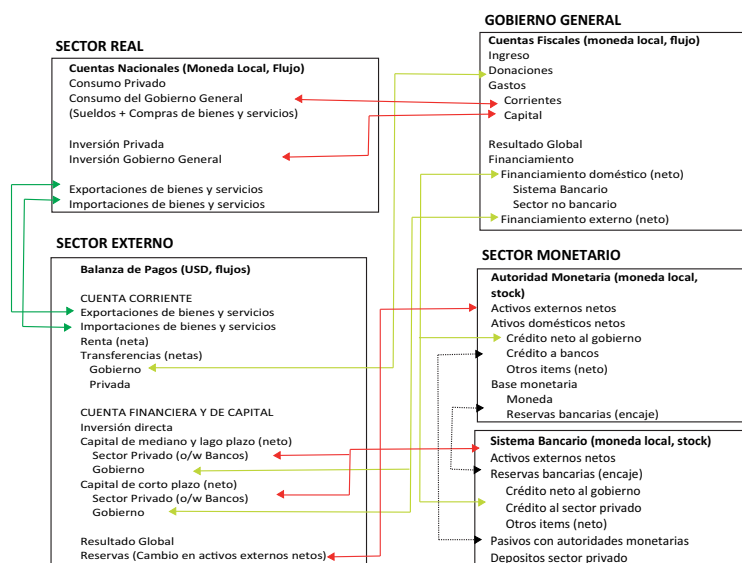 SECTOR REAL
Cuentas Nacionales (Moneda Local, Flujo)
Consumo Privado
Consumo del Gobierno General
(Sueldos + Compras de bienes y servicios)
Inversión Privada
Inversión Gobierno General
Exportaciones de bienes y servicios
Importaciones de bienes y servicios
GOBIERNO GENERAL
Cuentas Fiscales (moneda local, flujo)
Ingreso
Donaciones
Gastos
Corrientes
Capital
Resultado Global
Financiamiento
Financiamiento doméstico (neto)
Sistema Bancario
Sector no bancario
Financiamiento externo (neto)
SECTOR EXTERNO
Balanza de Pagos (USD, flujos)
CUENTA CORRIENTE
Exportaciones de bienes y servicios
Importaciones de bienes y servicios
Renta (neta)
Transferencias (netas)
Gobierno
Privada
CUENTA FINANCIERA Y DE CAPITAL
Inversión directa
Capital de mediano y lago plazo (neto)
Sector Privado (o/w Bancos)
Gobierno
Capital de corto plazo (neto)
Sector Privado (o/w Bancos)
Gobierno
Resultado Global
Reservas (Cambio en activos externos netos)
SECTOR MONETARIO
Autoridad Monetaria (moneda local,
stock)
Activos externos netos
Ativos domésticos netos
Crédito neto al gobierno
Crédito a bancos
Otros items (neto)
Base monetaria
Moneda
Reservas bancarias (encaje)
Sistema Bancario (moneda local, stock)
Activos externos netos
Reservas bancarias (encaje)
Crédito neto al gobierno
Crédito al sector privado
Otros items (neto)
Pasivos con autoridades monetarias
Depositos sector privado